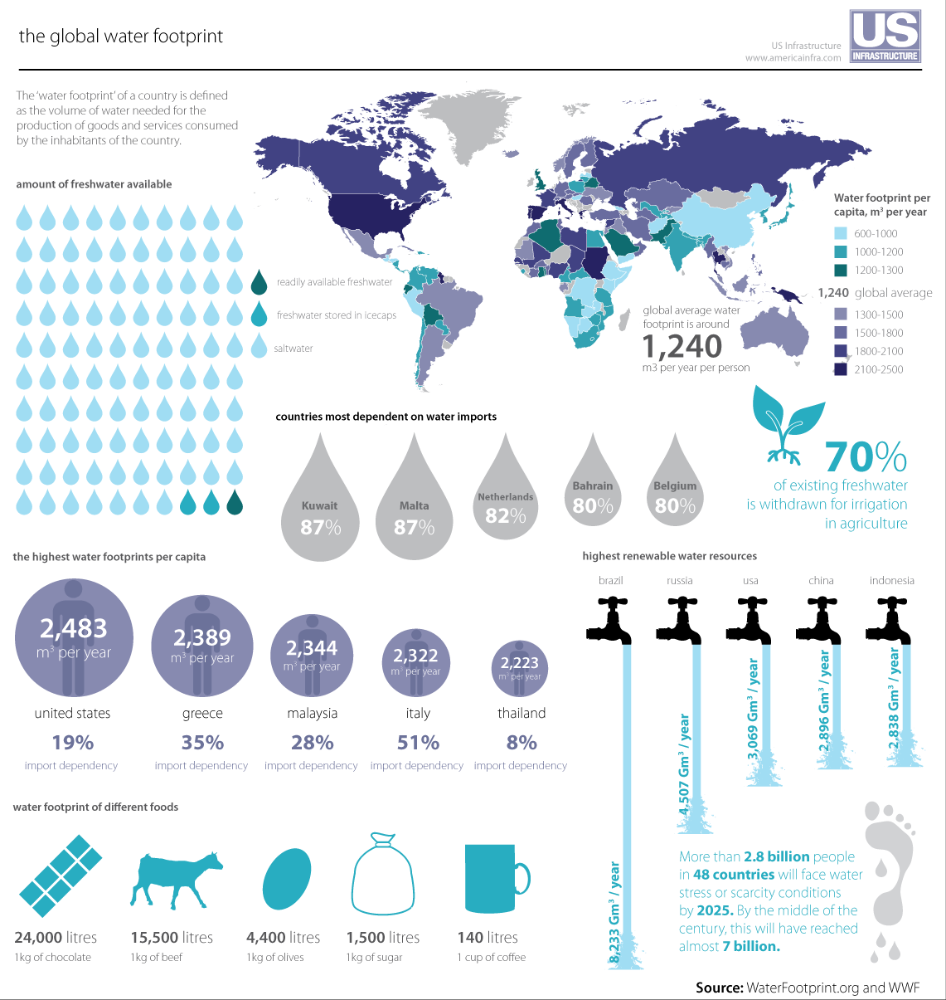 the global water footprint
US Infrastructure
www.americainfra.com
US
INFRASTRUCTURE
The 'water footprint' of a country is defined
as the volume of water needed for the
production of goods and services consumed
by the inhabitants of the country.
amount of freshwater available
readily available freshwater
freshwater stored in icecaps
saltwater
Water footprint per
capita, m³ per year
600-1000
1000-1200
1200-1300
1,240 global average
1300-1500
1500-1800
1800-2100
2100-2500
global average water
footprint is around
1,240
m3 per year per person
countries most dependent on water imports
Kuwait
87%
Malta
87%
Netherlands
82%
Bahrain
80%
Belgium
80%
70%
of existing freshwater
is withdrawn for irrigation
in agriculture
the highest water footprints per capita
2,483
m³ per year
united states
19%
import dependency
2,389
m³ per year
greece
35%
import dependency
2,344
m³ per year
malaysia
28%
import dependency
2,322
m³ per year
italy
51%
import dependency
2,223
m³ per year
thailand
8%
import dependency
highest renewable water resources
brazil
8,233 Gm³ / year
russia
4,507 Gm³ / year
usa
3,069 Gm³ / year
china
2,896 Gm³ / year
indonesia
2,838 Gm³ / year
water footprint of different foods
24,000 litres
1kg of chocolate
15,500 litres
1kg of beef
4,400 litres
1kg of olives
1,500 litres
1kg of sugar
140 litres
1 cup of coffee
More than 2.8 billion people
in 48 countries will face water
stress or scarcity conditions
by 2025. By the middle of the
century, this will have reached
almost 7 billion.
Source: WaterFootprint.org and WWF